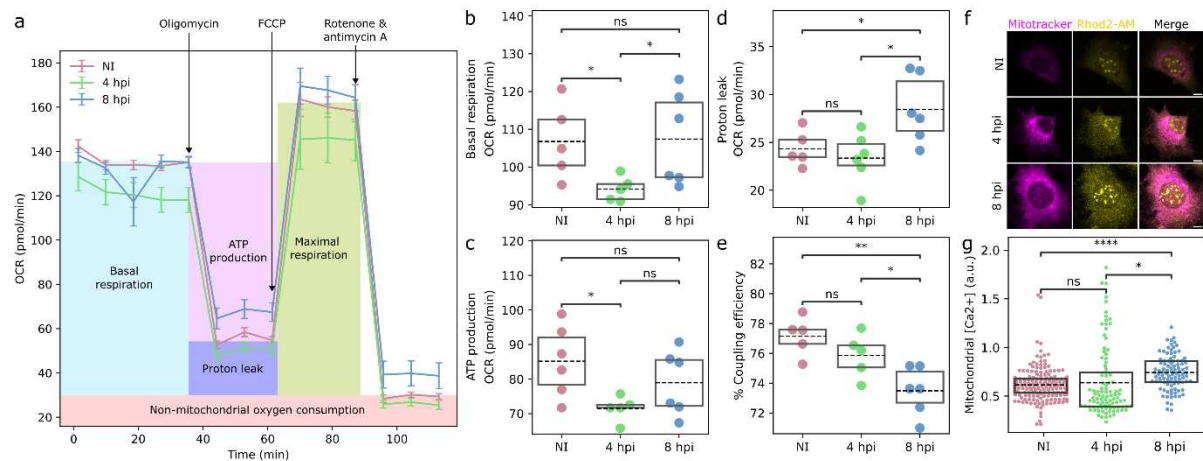 a
Oligomycin
FCCP
Rotenone &
antimycin A
NI
4 hpi
8 hpi
OCR (pmol/min)
180
160
140
120
100
80
60
40
20
Basal
respiration
ATP
production
Proton leak
Maximal
respiration
Non-mitochondrial oxygen consumption
0
20
40
60
80
100
Time (min)
b
Basal respiration
OCR (pmol/min)
140
130
120
110
100
90
ns
*
*
NI
4 hpi
8 hpi
c
ATP production
OCR (pmol/min)
120
110
100
90
80
70
ns
ns
*
NI
4 hpi
8 hpi
d
Proton leak
OCR (pmol/min)
40
35
30
25
20
*
*
ns
NI
4 hpi
8 hpi
e
% Coupling efficiency
82
80
78
76
74
72
**
*
ns
NI
4 hpi
8 hpi
f
Mitotracker
Rhod2-AM
Merge
NI
4 hpi
8 hpi
g
Mitochondrial [Ca2+] (a.u.)
2.0
1.5
1.0
0.5
****
*
ns
NI
4 hpi
8 hpi